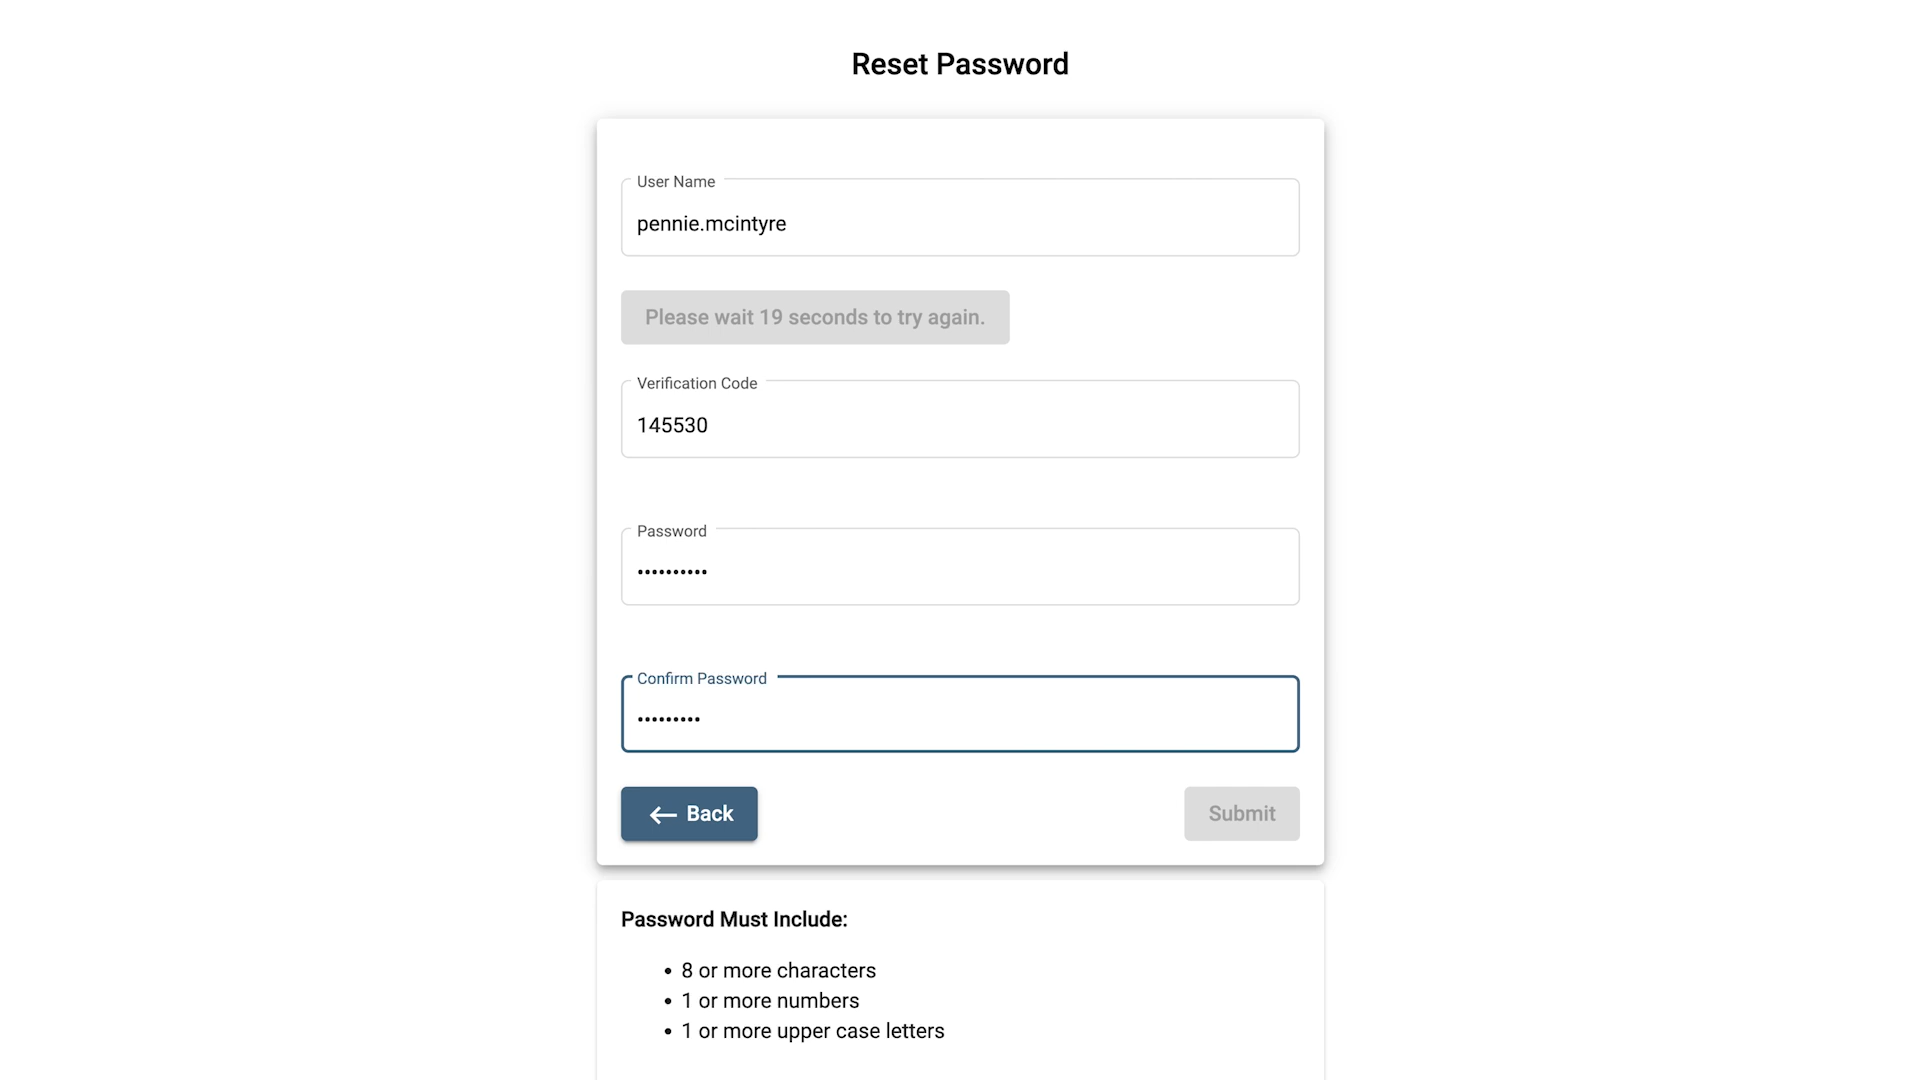 Reset Password
User Name
pennie.mcintyre
Please wait 19 seconds to try again.
Verification Code
145530
Password
••••••••••
Confirm Password
•••••••••
Back
Submit
Password Must Include:
• 8 or more characters
• 1 or more numbers
• 1 or more upper case letters